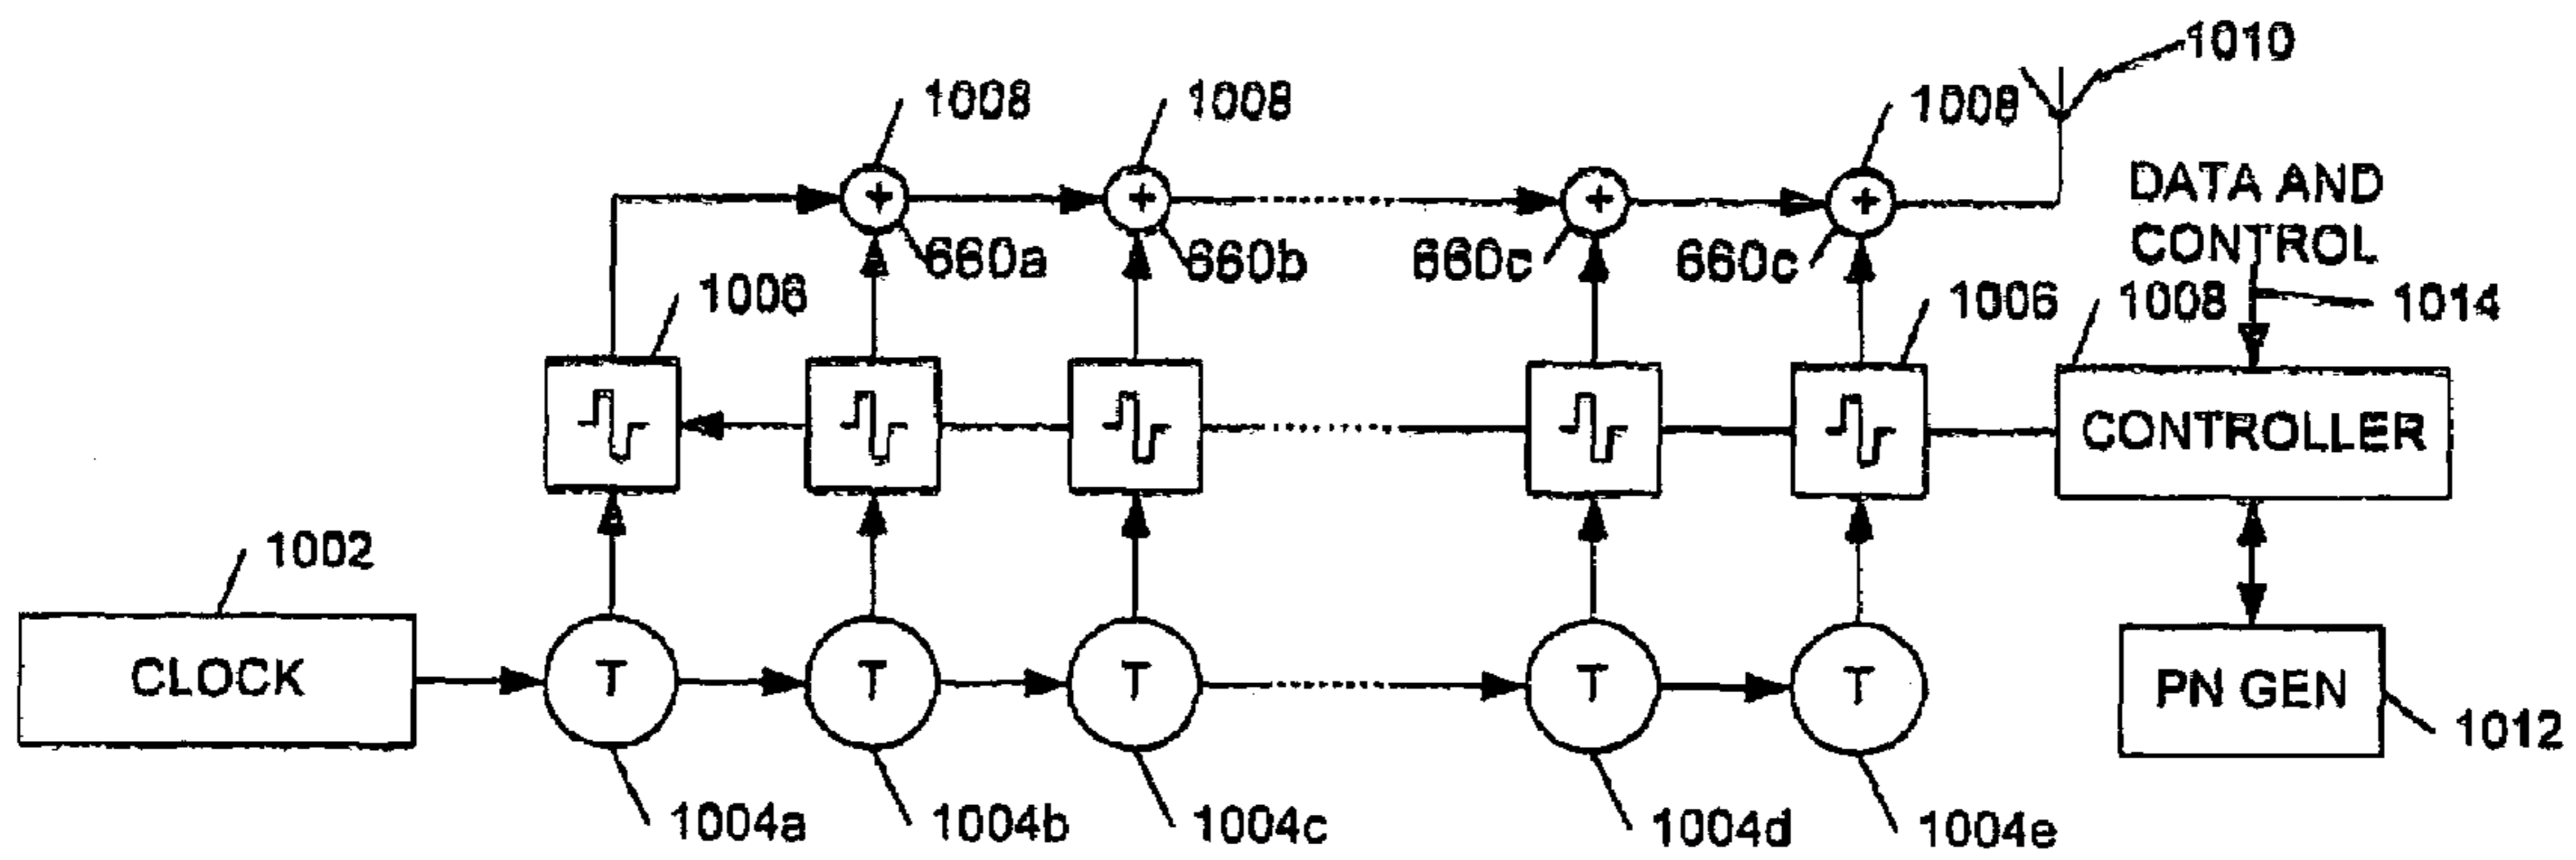 1010
1008
1008
1008
+
+
+
+
DATA AND
CONTROL
660a
660b
660c
660c
1006
1006
1008
1014
CONTROLLER
1002
CLOCK
T
T
T
T
T
PN GEN
1012
1004a
1004b
1004c
1004d
1004e